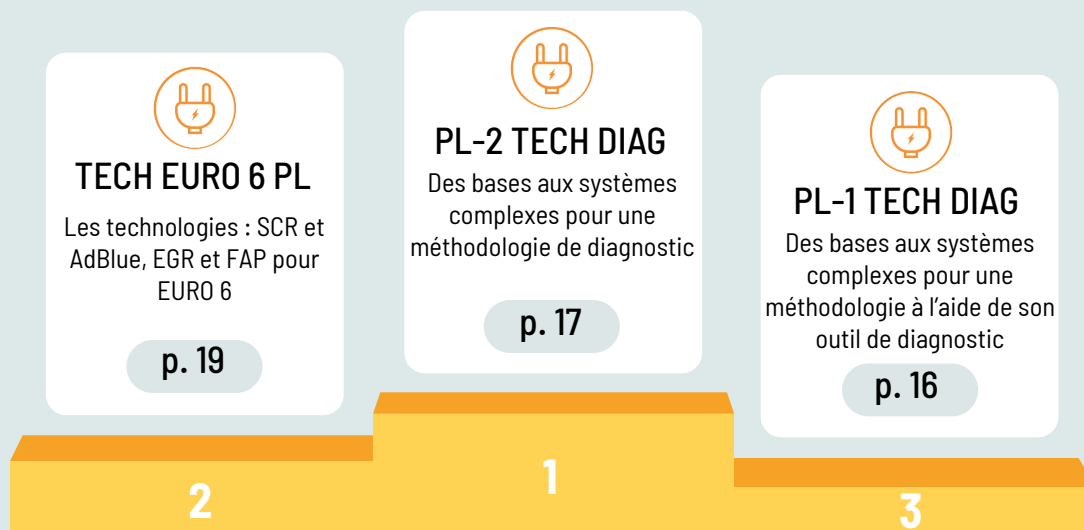 TECH EURO 6 PL
Les technologies : SCR et
AdBlue, EGR et FAP pour
EURO 6
p. 19
2
PL-2 TECH DIAG
Des bases aux systèmes
complexes pour une
méthodologie de diagnostic
p. 17
1
PL-1 TECH DIAG
Des bases aux systèmes
complexes pour une
méthodologie à l’aide de son
outil de diagnostic
p. 16
3